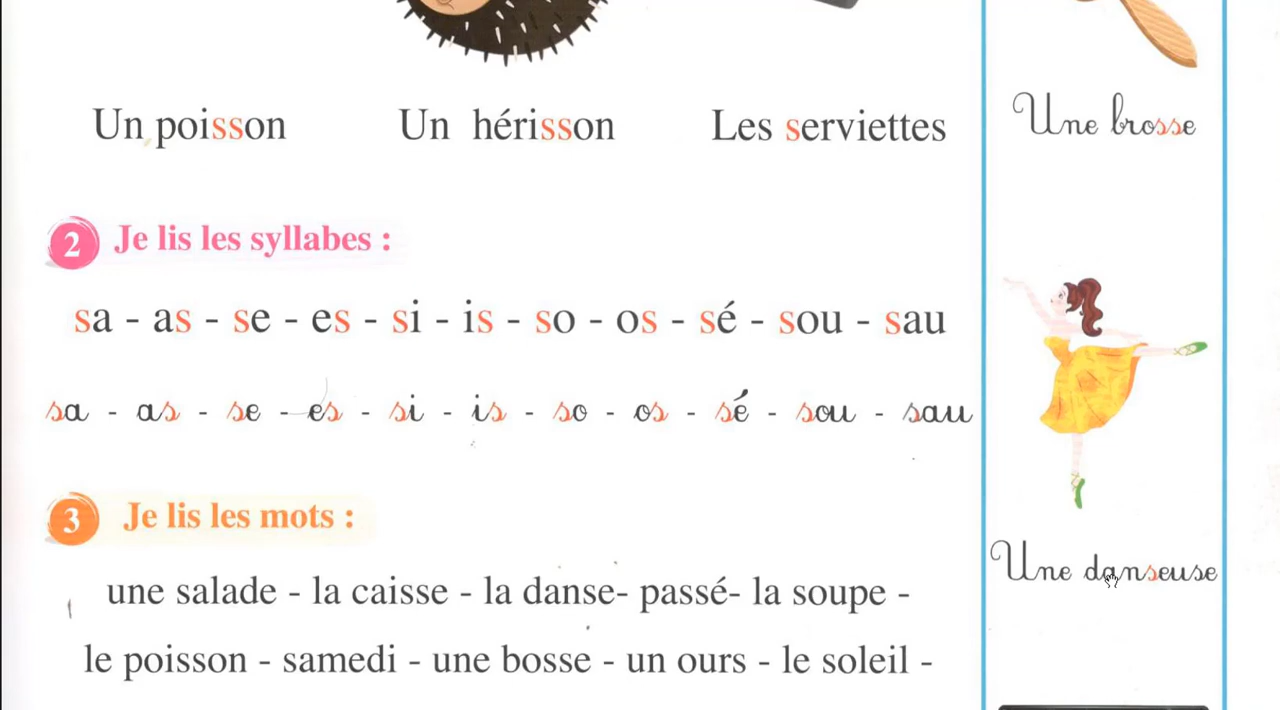 Un poisson Un hérisson Les serviettes
Une brosse
2 Je lis les syllabes :
sa - as - se - es - si - is - so - os - sé - sou - sau
sa - as - se - es - si - is - so - os - sé - sou - sau
3 Je lis les mots :
une salade - la caisse - la danse- passé- la soupe -
le poisson - samedi - une bosse - un ours - le soleil -
Une danseuse